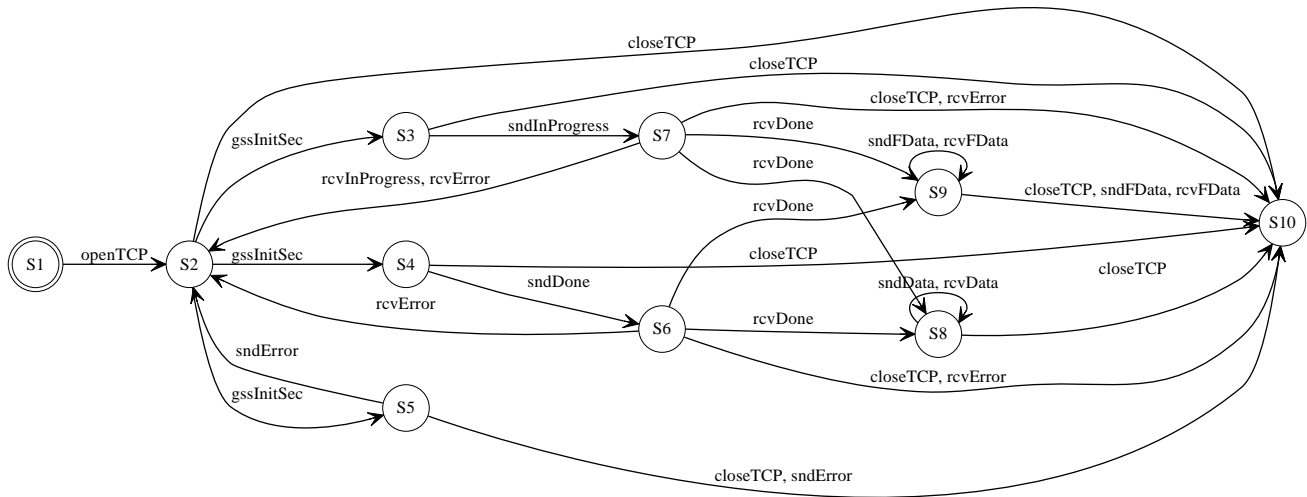 closeTCP
closeTCP
closeTCP, rcvError
S3
sndInProgress
S7
rcvDone
gssInitSec
sndFData, rcvFData
rcvDone
rcvInProgress, rcvError
S9
closeTCP, sndFData, rcvFData
rcvDone
S10
S1
openTCP
S2
gssInitSec
S4
closeTCP
closeTCP
sndDone
sndData, rcvData
rcvError
S6
rcvDone
S8
sndError
closeTCP, rcvError
gssInitSec
S5
closeTCP, sndError